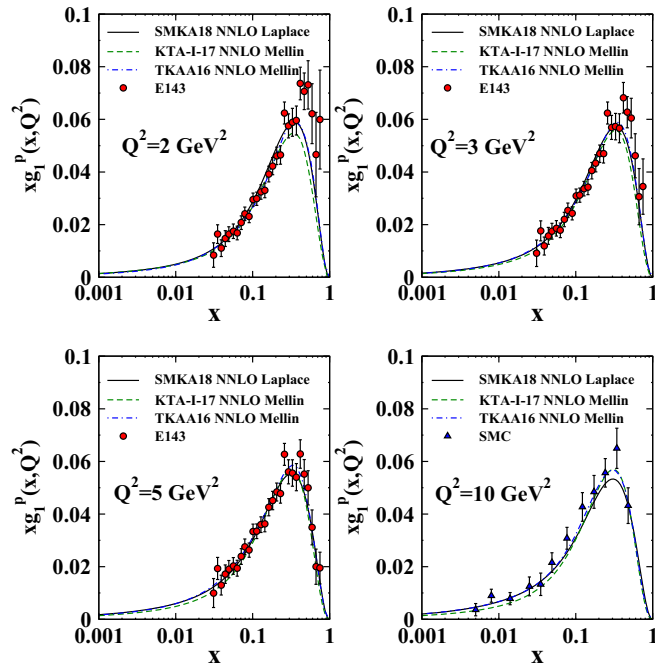 0.1
SMKA18 NNLO Laplace
KTA-I-17 NNLO Mellin
TKAA16 NNLO Mellin
E143
0.08
0.06
xg₁ᵖ(x,Q²)
Q²=2 GeV²
0.04
0.02
0
0.001 0.01 0.1 1
x
0.1
SMKA18 NNLO Laplace
KTA-I-17 NNLO Mellin
TKAA16 NNLO Mellin
E143
0.08
0.06
xg₁ᵖ(x,Q²)
Q²=3 GeV²
0.04
0.02
0
0.001 0.01 0.1 1
x
0.1
SMKA18 NNLO Laplace
KTA-I-17 NNLO Mellin
TKAA16 NNLO Mellin
E143
0.08
0.06
xg₁ᵖ(x,Q²)
Q²=5 GeV²
0.04
0.02
0
0.001 0.01 0.1 1
x
0.1
SMKA18 NNLO Laplace
KTA-I-17 NNLO Mellin
TKAA16 NNLO Mellin
SMC
0.08
0.06
xg₁ᵖ(x,Q²)
Q²=10 GeV²
0.04
0.02
0
0.001 0.01 0.1 1
x